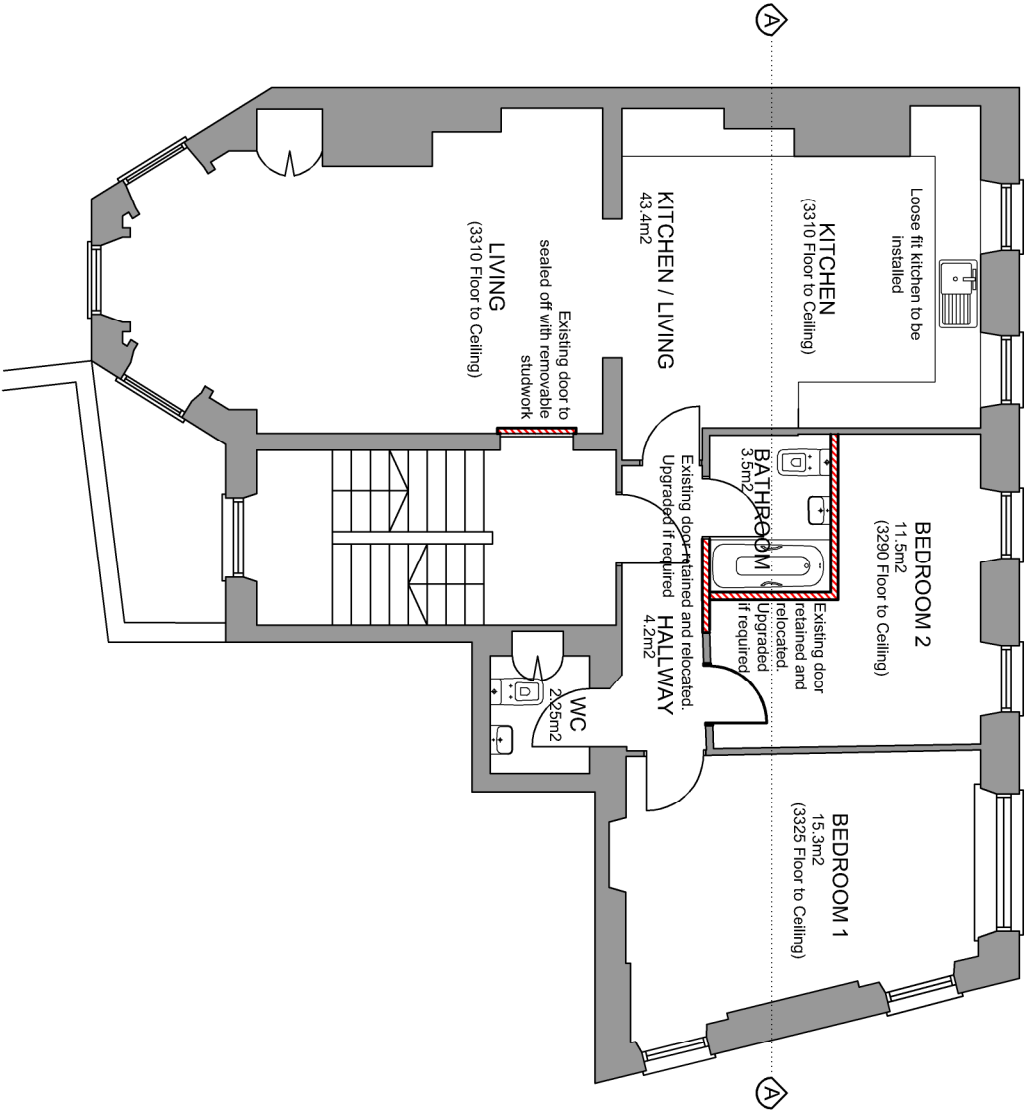 A
Loose fit kitchen to be
installed
KITCHEN
(3310 Floor to Ceiling)
KITCHEN / LIVING
43.4m2
LIVING
(3310 Floor to Ceiling)
Existing door to
sealed off with removable
studwork
BEDROOM 2
11.5m2
(3290 Floor to Ceiling)
BATHROOM
3.5m2
Existing door retained and relocated.
Upgraded if required
Existing door
retained and
relocated.
Upgraded
if required
HALLWAY
4.2m2
WC
2.25m2
BEDROOM 1
15.3m2
(3325 Floor to Ceiling)
A